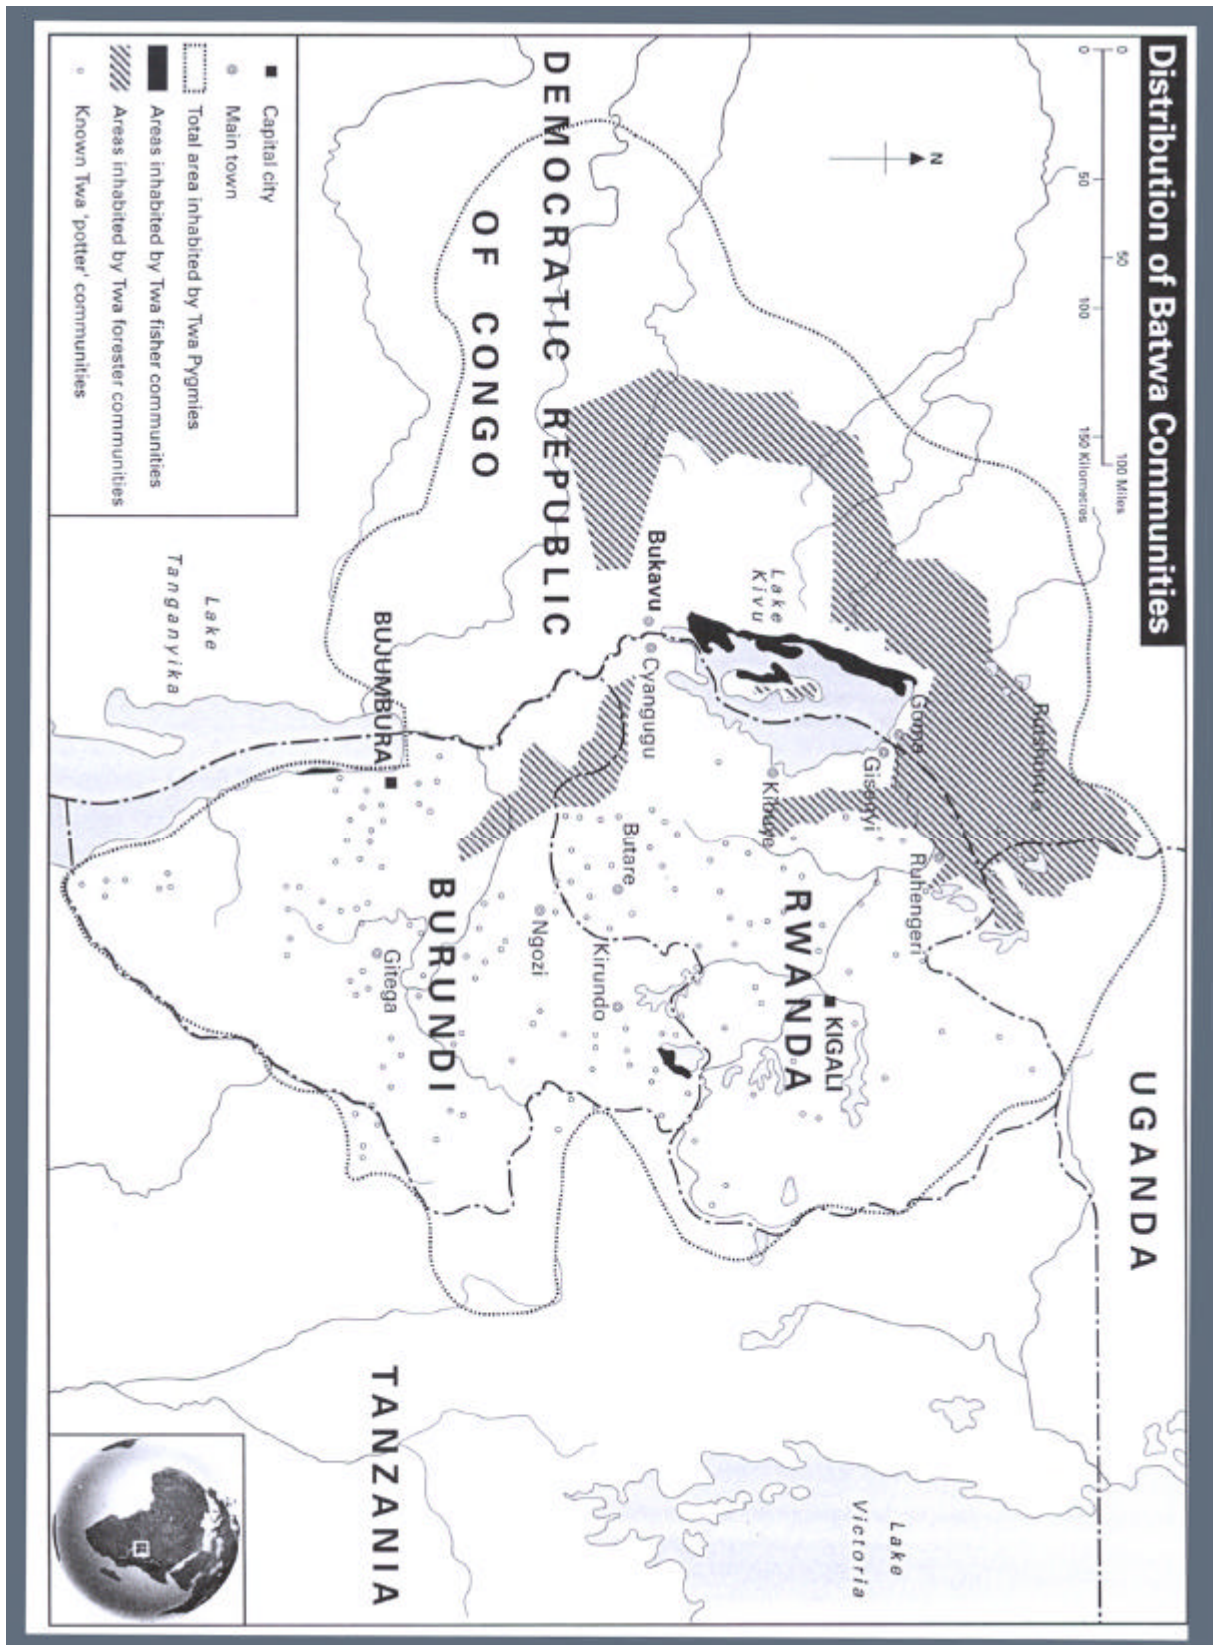 Distribution of Batwa Communities
0 50 100 Miles
0 50 100 150 Kilometres
N
UGANDA
Rutshuru
Goma
Gisenyi
Ruhengeri
Lake
Kivu
Kibuye
RWANDA
KIGALI
Lake
Victoria
Bukavu
Cyangugu
Butare
Kirundo
Ngozi
DEMOCRATIC REPUBLIC
OF CONGO
BURUNDI
BUJUMBURA
Gitega
TANZANIA
Lake
Tanganyika
Capital city
Main town
Total area inhabited by Twa Pygmies
Areas inhabited by Twa fisher communities
Areas inhabited by Twa forester communities
Known Twa 'potter' communities